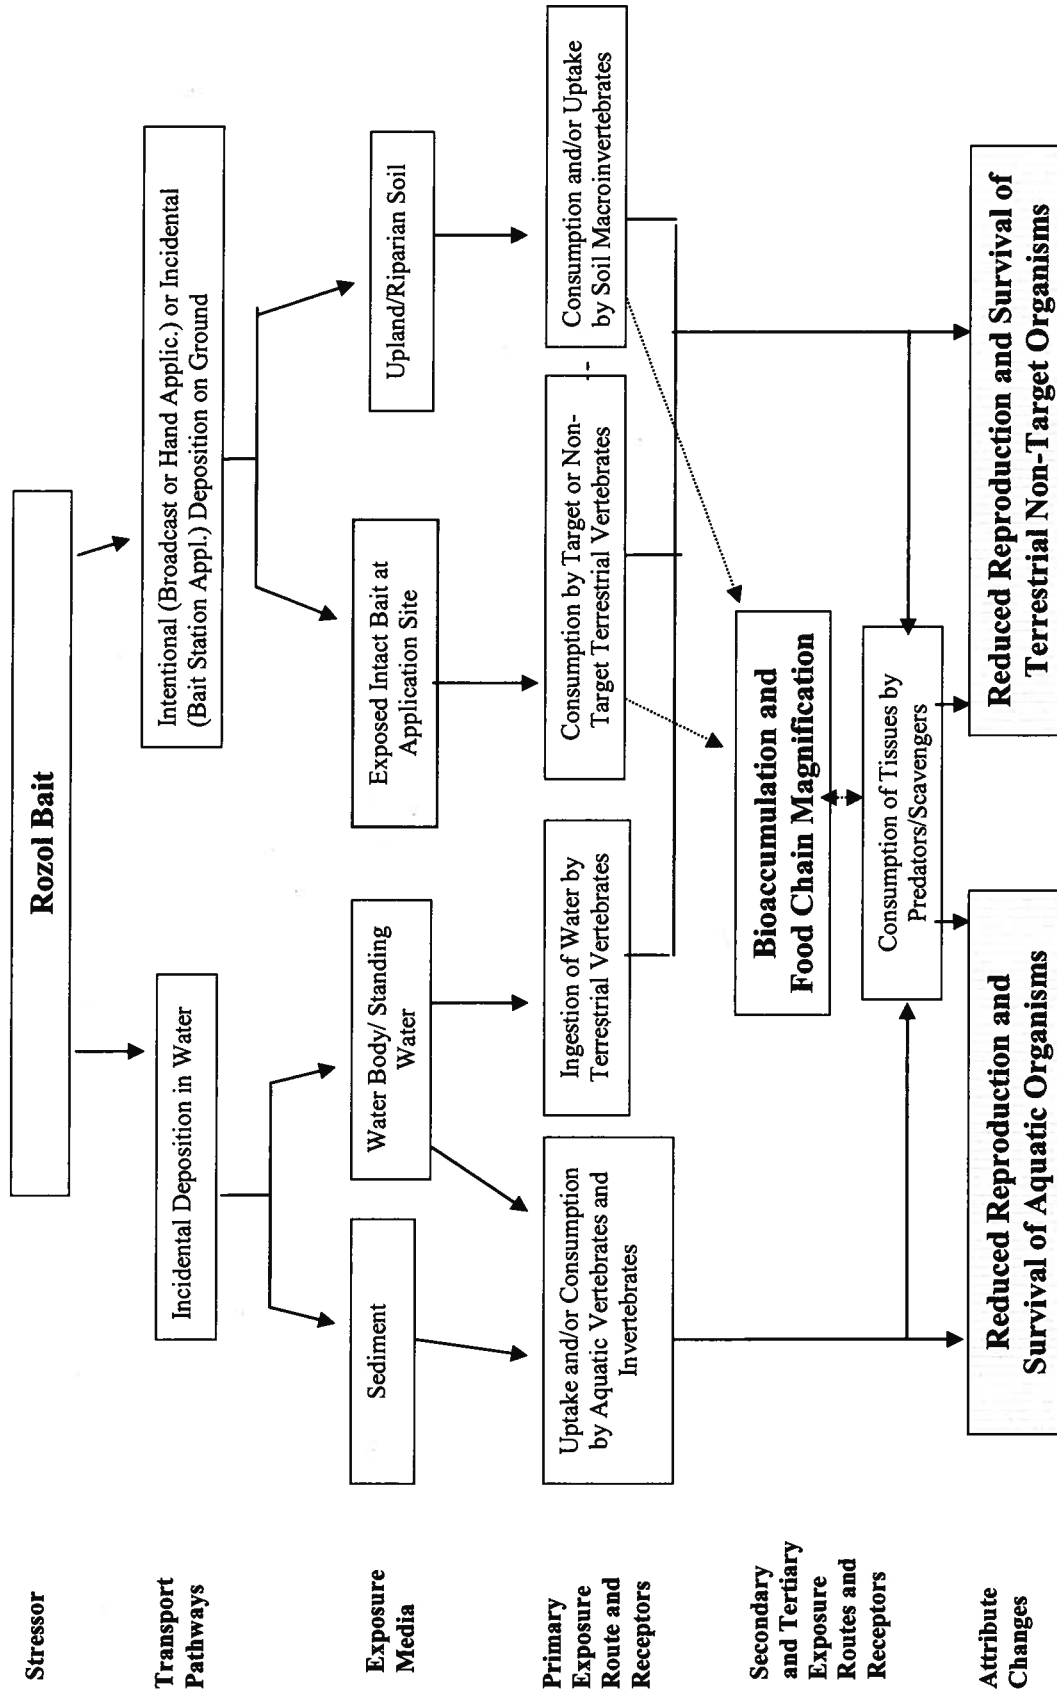 Stressor
Rozol Bait
Transport
Pathways
Incidental Deposition in Water
Intentional (Broadcast or Hand Applic.) or Incidental
(Bait Station Appl.) Deposition on Ground
Exposure
Media
Sediment
Water Body/ Standing
Water
Exposed Intact Bait at
Application Site
Upland/Riparian Soil
Primary
Exposure
Route and
Receptors
Uptake and/or Consumption
by Aquatic Vertebrates and
Invertebrates
Ingestion of Water by
Terrestrial Vertebrates
Consumption by Target or Non-
Target Terrestrial Vertebrates
Consumption and/or Uptake
by Soil Macroinvertebrates
Secondary
and Tertiary
Exposure
Routes and
Receptors
Bioaccumulation and
Food Chain Magnification
Consumption of Tissues by
Predators/Scavengers
Attribute
Changes
Reduced Reproduction and
Survival of Aquatic Organisms
Reduced Reproduction and Survival of
Terrestrial Non-Target Organisms